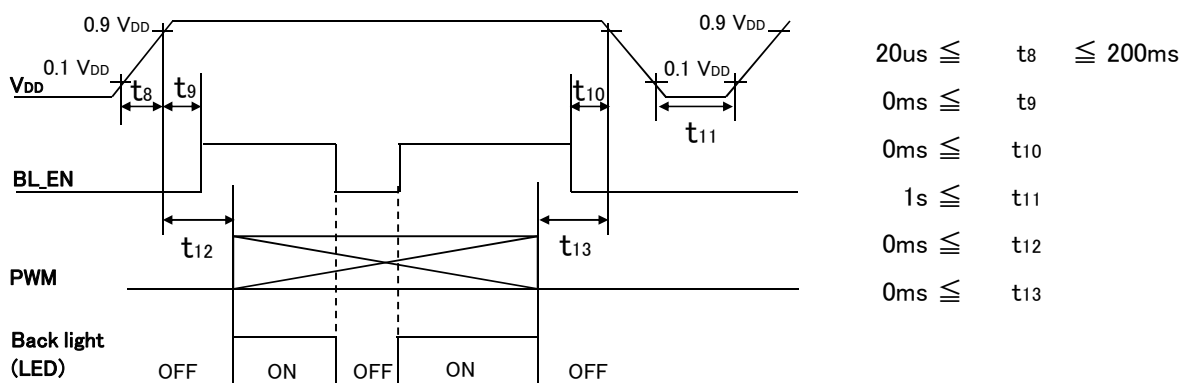 0.9 VDD
0.9 VDD
0.1 VDD
0.1 VDD
VDD
t8
t9
t10
t11
BL_EN
t12
t13
PWM
Back light
(LED)
OFF
ON
OFF
ON
OFF
20us ≦ t8 ≦ 200ms
0ms ≦ t9
0ms ≦ t10
1s ≦ t11
0ms ≦ t12
0ms ≦ t13